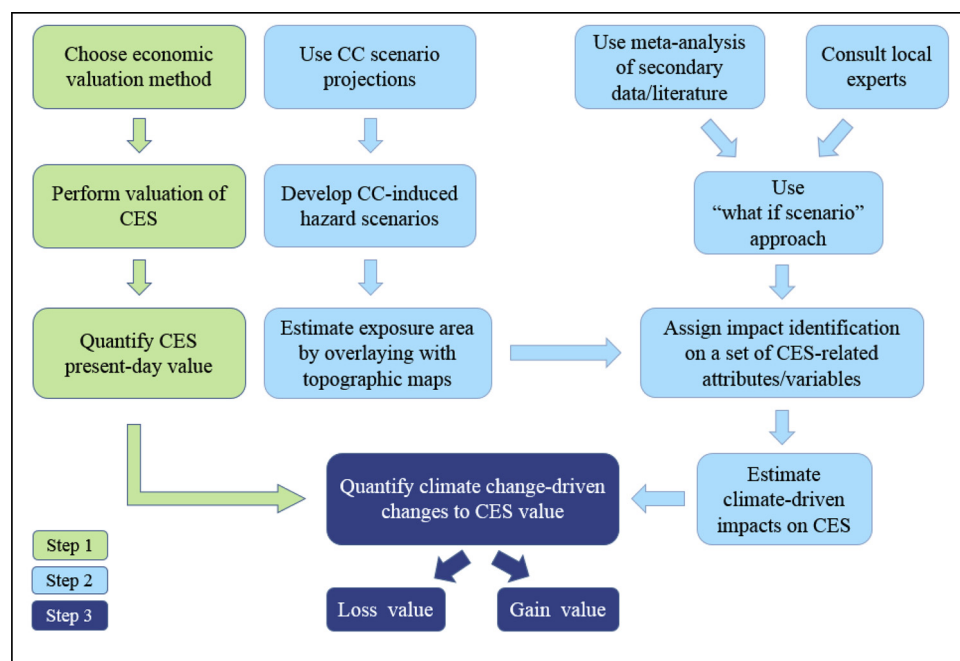 Choose economic
valuation method
Use CC scenario
projections
Use meta-analysis
of secondary
data/literature
Consult local
experts
Perform valuation of
CES
Develop CC-induced
hazard scenarios
Use
“what if scenario”
approach
Quantify CES
present-day value
Estimate exposure area
by overlaying with
topographic maps
Assign impact identification
on a set of CES-related
attributes/variables
Quantify climate change-driven
changes to CES value
Estimate
climate-driven
impacts on CES
Step 1
Step 2
Step 3
Loss value
Gain value